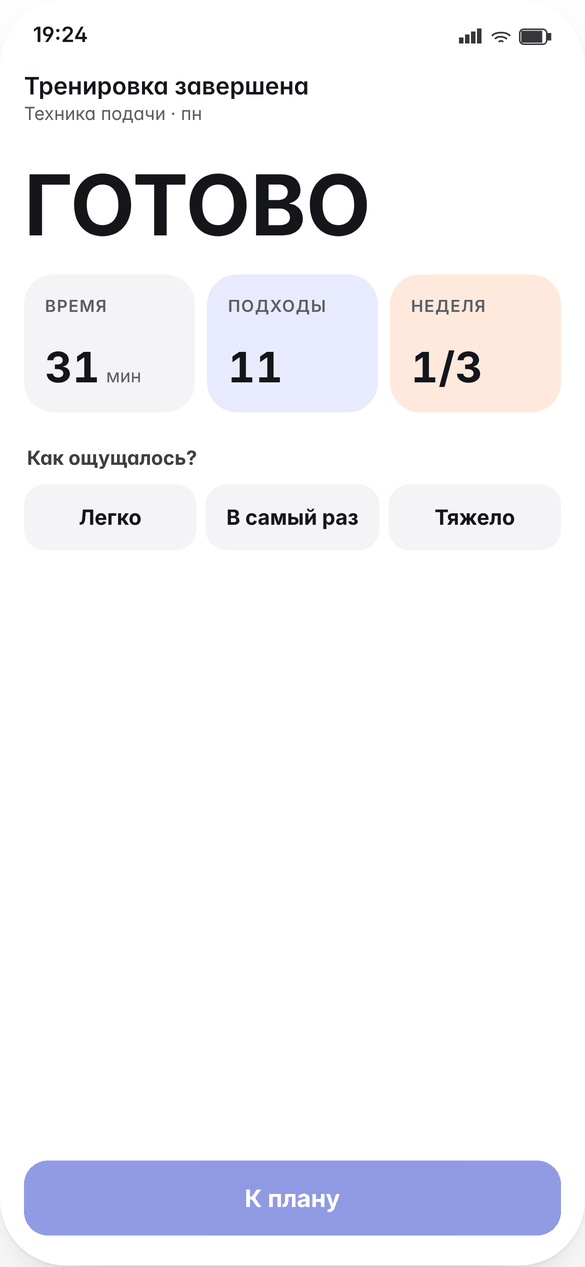 19:24
Тренировка завершена
Техника подачи · пн
ГОТОВО
ВРЕМЯ ПОДХОДЫ НЕДЕЛЯ
31 мин 11 1/3
Как ощущалось?
Легко В самый раз Тяжело
К плану